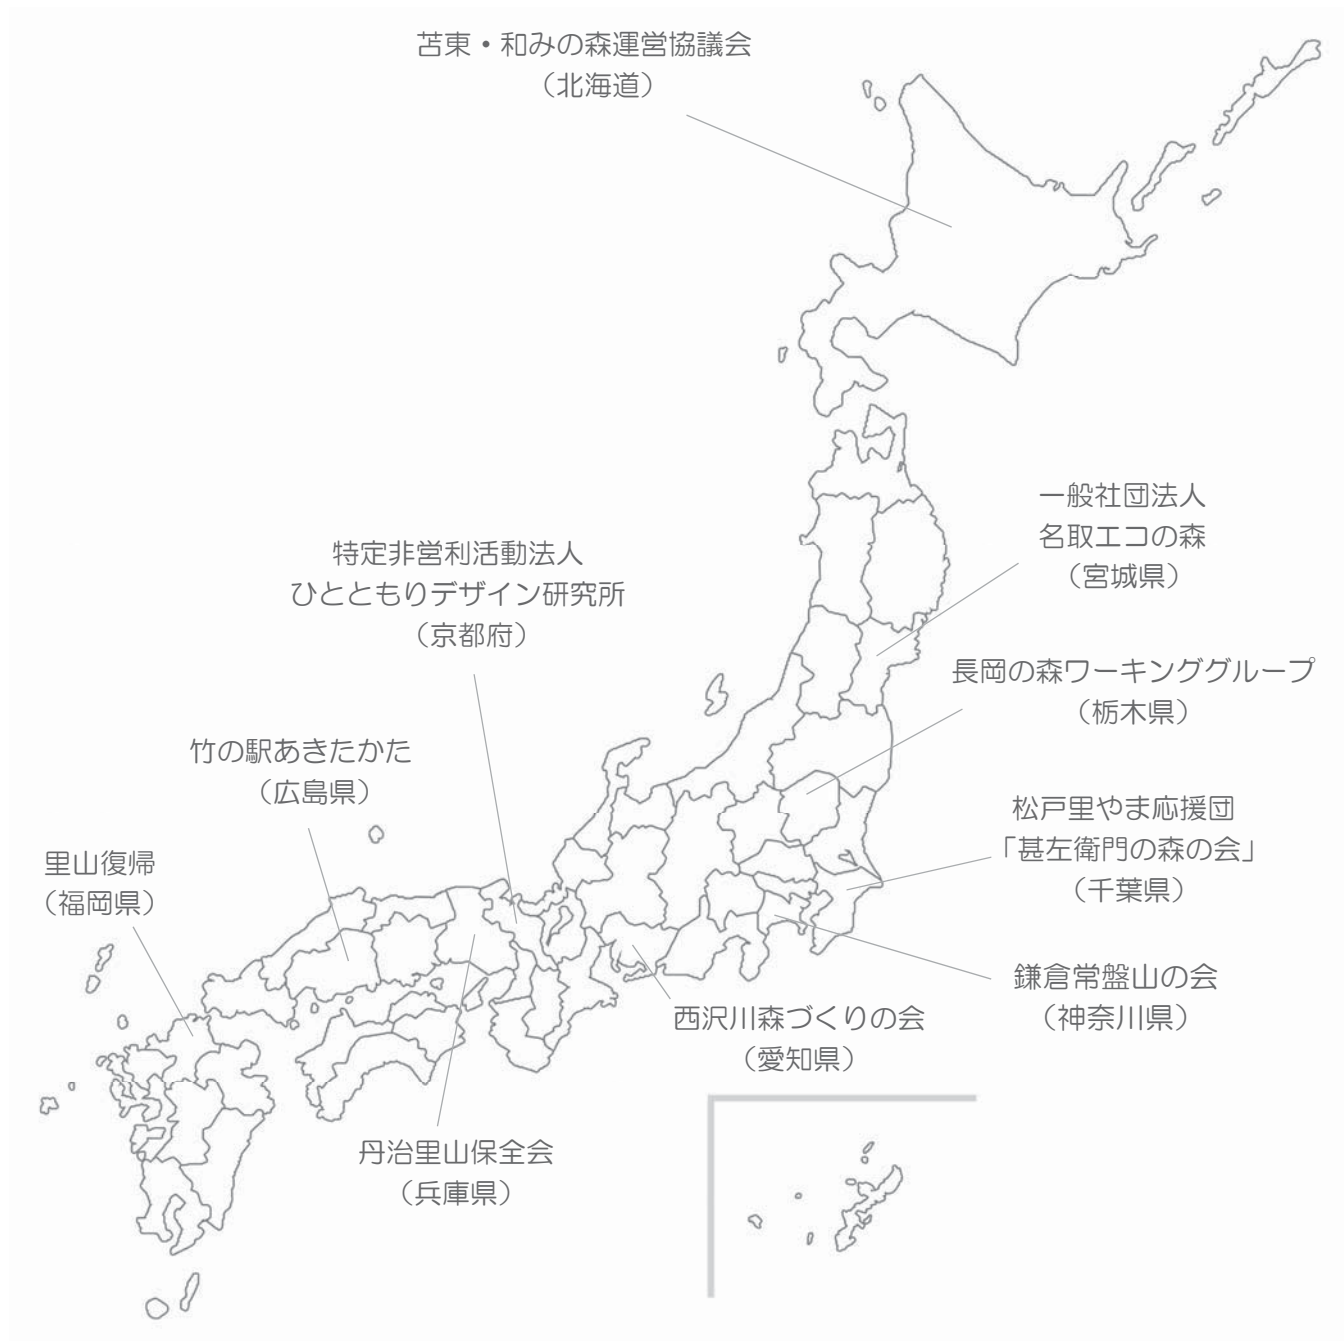 苫東・和みの森運営協議会
（北海道）
一般社団法人
名取エコの森
（宮城県）
特定非営利活動法人
ひとともりデザイン研究所
（京都府）
長岡の森ワーキンググループ
（栃木県）
竹の駅あきたかた
（広島県）
松戸里やま応援団
「甚左衛門の森の会」
（千葉県）
里山復帰
（福岡県）
鎌倉常盤山の会
（神奈川県）
西沢川森づくりの会
（愛知県）
丹治里山保全会
（兵庫県）